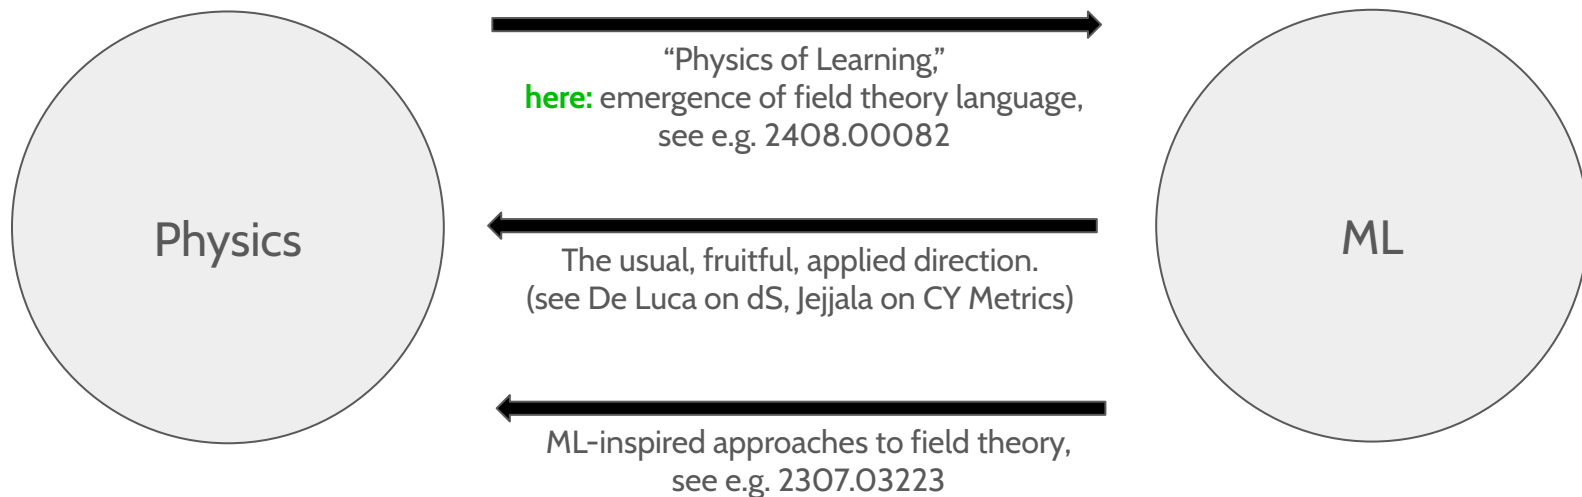 “Physics of Learning,”
here: emergence of field theory language,
see e.g. 2408.00082
Physics
ML
The usual, fruitful, applied direction.
(see De Luca on dS, Jejjala on CY Metrics)
ML-inspired approaches to field theory,
see e.g. 2307.03223